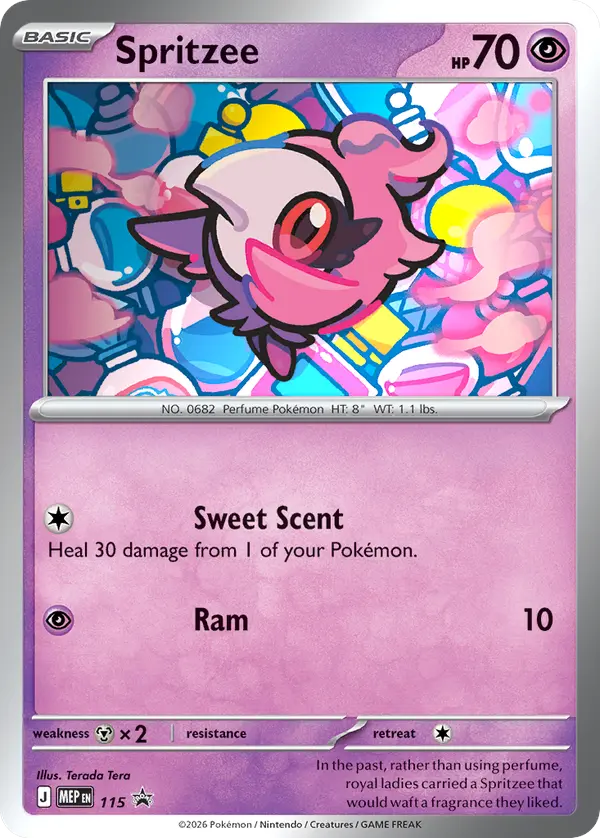 BASIC
Spritzee
HP 70
NO. 0682 Perfume Pokémon HT: 8" WT: 1.1 lbs.
Sweet Scent
Heal 30 damage from 1 of your Pokémon.
Ram 10
weakness ×2 resistance retreat
Illus. Terada Tera
J MEP EN 115
In the past, rather than using perfume,
royal ladies carried a Spritzee that
would waft a fragrance they liked.
©2026 Pokémon / Nintendo / Creatures / GAME FREAK